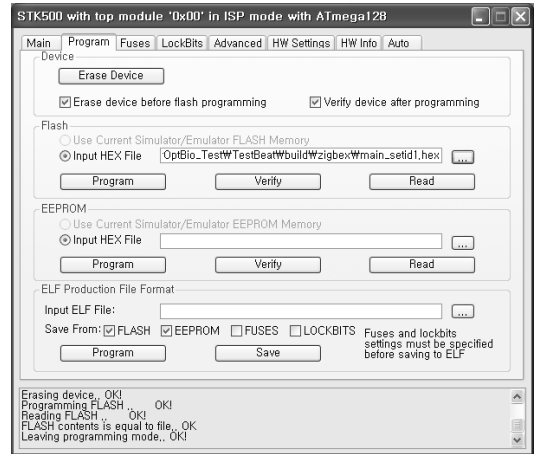 STK500 with top module '0x00' in ISP mode with ATmega128
Main Program Fuses LockBits Advanced HW Settings HW Info Auto
Device
Erase Device
Erase device before flash programming Verify device after programming
Flash
Use Current Simulator/Emulator FLASH Memory
Input HEX File OptBio_Test₩TestBeat₩build₩zigbex₩main_setid1.hex ...
Program Verify Read
EEPROM
Use Current Simulator/Emulator EEPROM Memory
Input HEX File ...
Program Verify Read
ELF Production File Format
Input ELF File: ...
Save From: FLASH EEPROM FUSES LOCKBITS Fuses and lockbits
settings must be specified
before saving to ELF
Program Save
Erasing device.. OK!
Programming FLASH .. OK!
Reading FLASH .. OK!
FLASH contents is equal to file.. OK
Leaving programming mode.. OK!